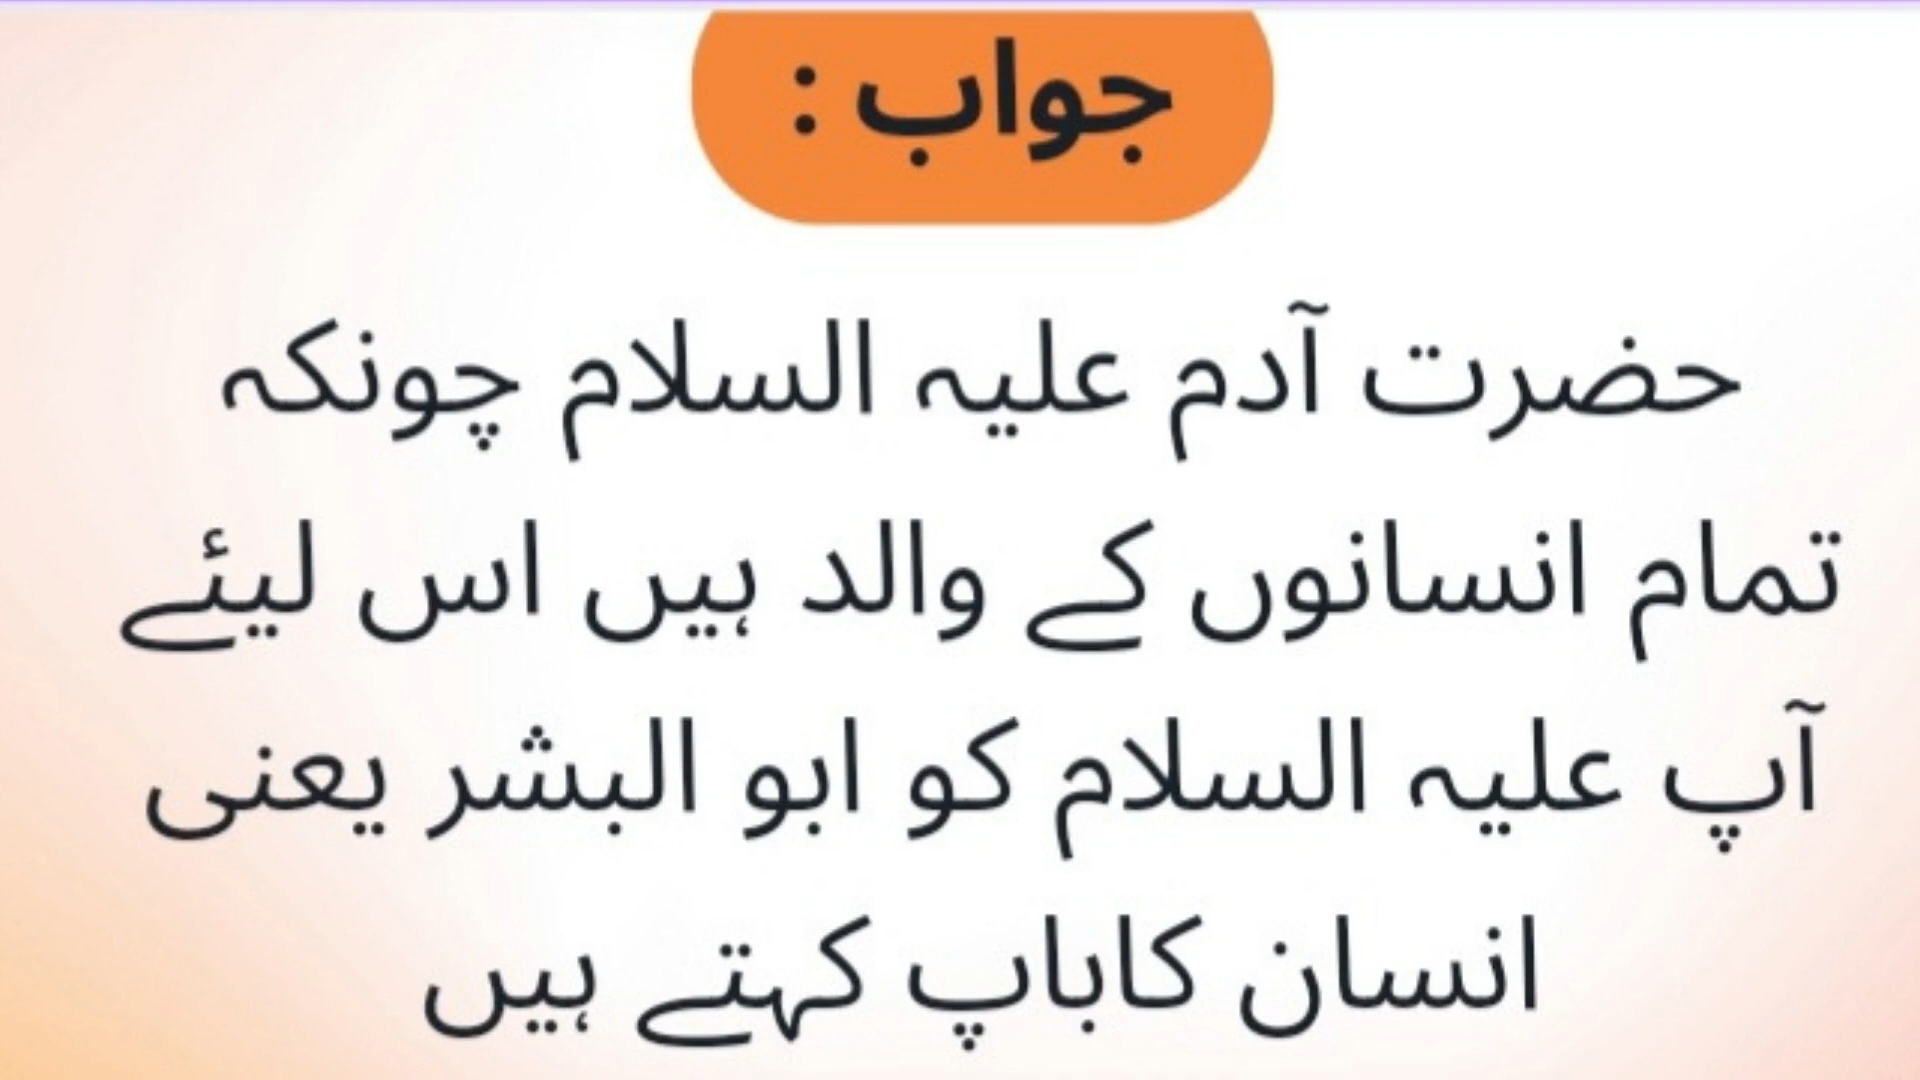 جواب :
حضرت آدم علیہ السلام چونکہ
تمام انسانوں کے والد ہیں اس لیئے
آپ علیہ السلام کو ابو البشر یعنی
انسان کاباپ کہتے ہیں